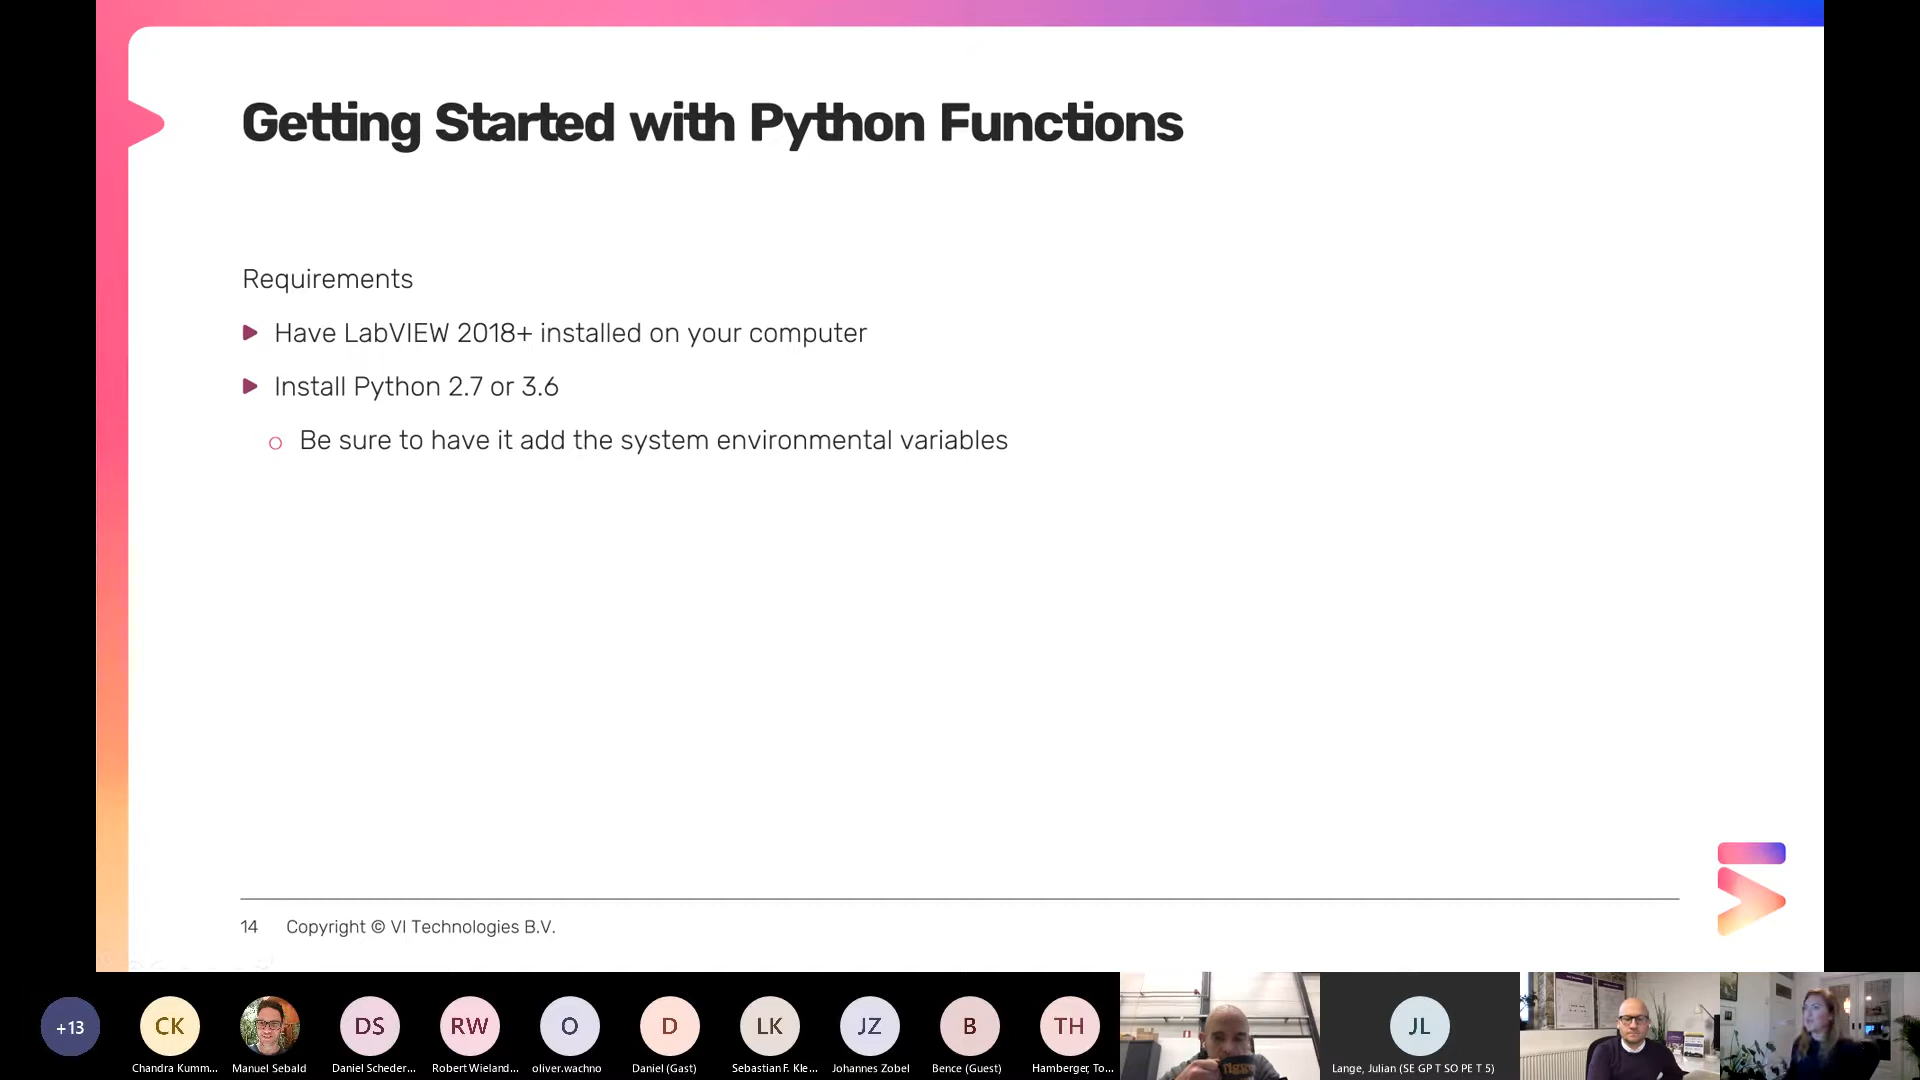 Getting Started with Python Functions
Requirements
Have LabVIEW 2018+ installed on your computer
Install Python 2.7 or 3.6
Be sure to have it add the system environmental variables
14 Copyright © VI Technologies B.V.
+13 CK DS RW O D LK JZ B TH JL
Chandra Kumm... Manuel Sebald Daniel Scheder... Robert Wieland... oliver.wachno Daniel (Gast) Sebastian F. Kle... Johannes Zobel Bence (Guest) Hamberger, To... Lange, Julian (SE GP T SO PE T 5)